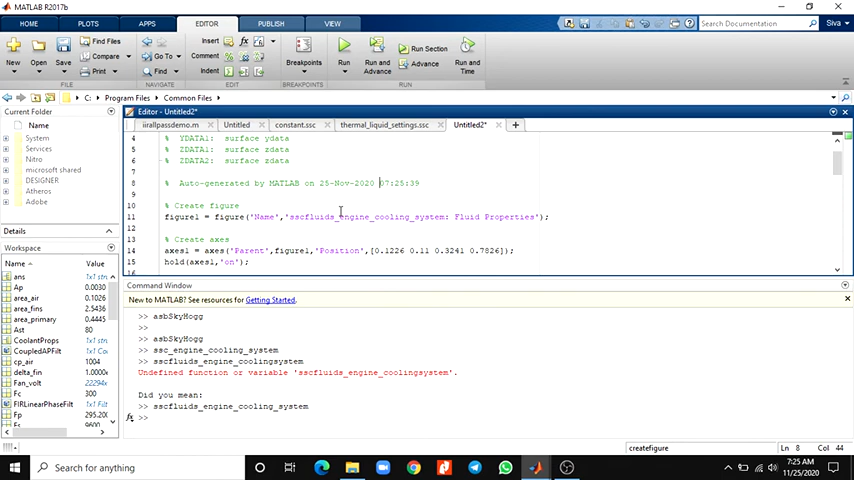 MATLAB R2017b
HOME PLOTS APPS EDITOR PUBLISH VIEW Search Documentation Siva
New Open Save Find Files Compare Print Go To Find Insert Comment Indent Breakpoints Run Run and Advance Run Section Advance Run and Time
FILE NAVIGATE EDIT BREAKPOINTS RUN
C: Program Files Common Files
Current Folder
Name
System
Services
Nitro
microsoft shared
DESIGNER
Atheros
Adobe
Details
Workspace
Name Value
ans 1x1 str
Ap 0.0030
area_air 0.1026
area_fins 2.5436
area_primary 0.4445
Ast 80
CoolantProps 1x1 str
CoupledAPFilt 1x1 Co
cp_air 1004
delta_fin 1.0000e
Fan_volt 22294x
Fc 300
FIRLinearPhaseFilt 1x1 Fil
Fp 295.20
Fs 9600
Editor - Untitled2*
iirallpassdemo.m Untitled constant.ssc thermal_liquid_settings.ssc Untitled2*
4 % YDATA1: surface ydata
5 % ZDATA1: surface zdata
6 % ZDATA2: surface zdata
7
8 % Auto-generated by MATLAB on 25-Nov-2020 07:25:39
9
10 % Create figure
11 figure1 = figure('Name','sscfluids_engine_cooling_system: Fluid Properties');
12
13 % Create axes
14 axes1 = axes('Parent',figure1,'Position',[0.1226 0.11 0.3241 0.7826]);
15 hold(axes1,'on');
16
Command Window
New to MATLAB? See resources for Getting Started.
>> asbSkyHogg
>>
>> asbSkyHogg
>> ssc_engine_cooling_system
>> sscfluids_engine_coolingsystem
Undefined function or variable 'sscfluids_engine_coolingsystem'.
Did you mean:
>> sscfluids_engine_cooling_system
fx >>
createfigure Ln 8 Col 44
Search for anything
7:25 AM
11/25/2020